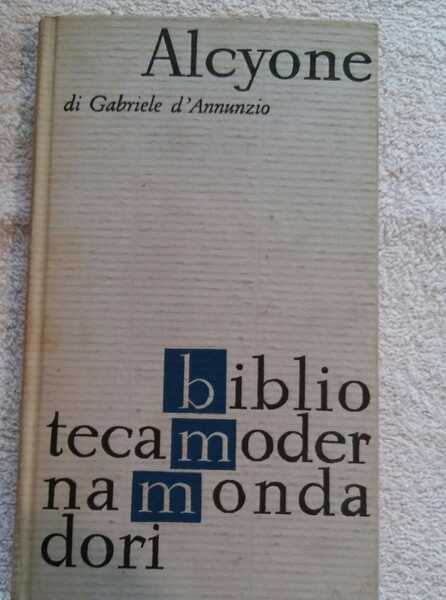 Alcyone
di Gabriele d'Annunzio
biblio
tecamoder
namonda
dori